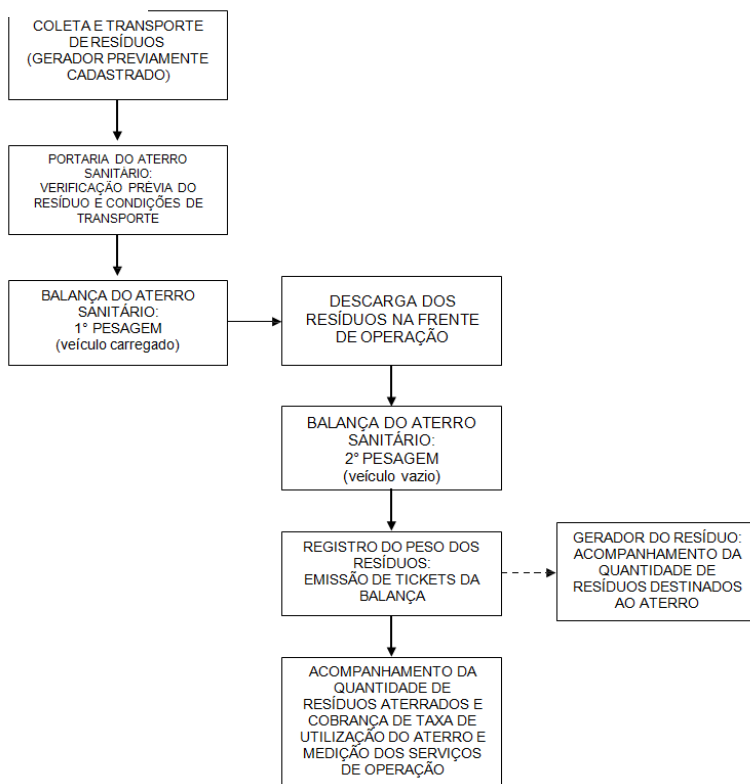 COLETA E TRANSPORTE
DE RESÍDUOS
(GERADOR PREVIAMENTE
CADASTRADO)
PORTARIA DO ATERRO
SANITÁRIO:
VERIFICAÇÃO PRÉVIA DO
RESÍDUO E CONDIÇÕES DE
TRANSPORTE
BALANÇA DO ATERRO
SANITÁRIO:
1° PESAGEM
(veículo carregado)
DESCARGA DOS
RESÍDUOS NA FRENTE
DE OPERAÇÃO
BALANÇA DO ATERRO
SANITÁRIO:
2° PESAGEM
(veículo vazio)
REGISTRO DO PESO DOS
RESÍDUOS:
EMISSÃO DE TICKETS DA
BALANÇA
GERADOR DO RESÍDUO:
ACOMPANHAMENTO DA
QUANTIDADE DE
RESÍDUOS DESTINADOS
AO ATERRO
ACOMPANHAMENTO DA
QUANTIDADE DE
RESÍDUOS ATERRADOS E
COBRANÇA DE TAXA DE
UTILIZAÇÃO DO ATERRO E
MEDIÇÃO DOS SERVIÇOS
DE OPERAÇÃO